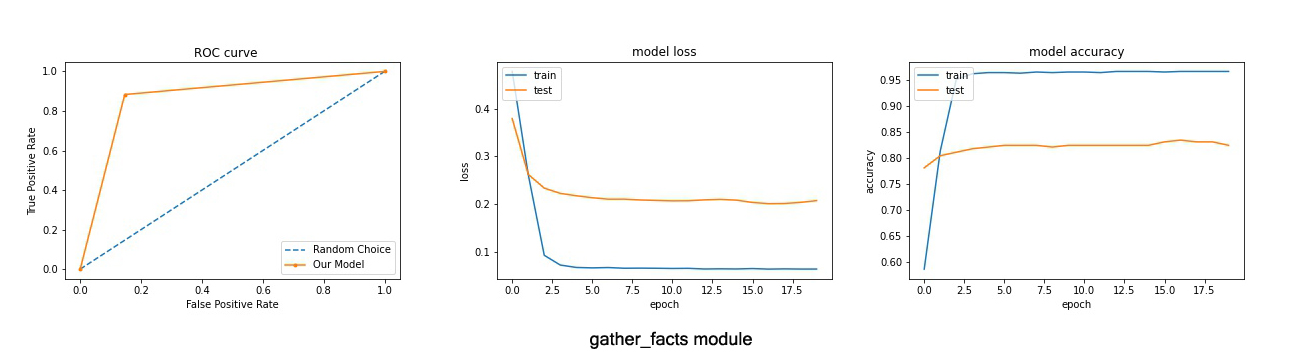 ROC curve
True Positive Rate
1.0
0.8
0.6
0.4
0.2
0.0
Random Choice
Our Model
0.0 0.2 0.4 0.6 0.8 1.0
False Positive Rate
model loss
loss
train
test
0.4
0.3
0.2
0.1
0.0 2.5 5.0 7.5 10.0 12.5 15.0 17.5
epoch
model accuracy
accuracy
train
test
0.95
0.90
0.85
0.80
0.75
0.70
0.65
0.60
0.0 2.5 5.0 7.5 10.0 12.5 15.0 17.5
epoch
gather_facts module